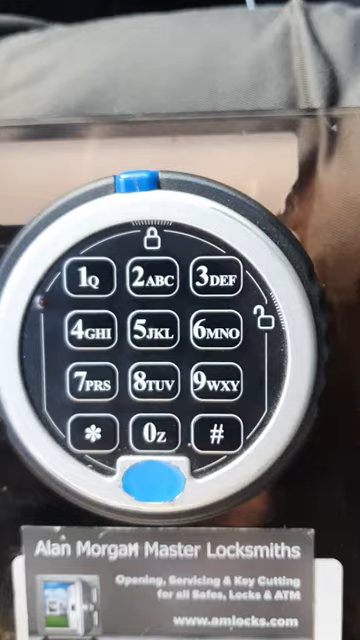 1Q 2ABC 3DEF
4GHI 5JKL 6MNO
7PRS 8TUV 9WXY
* 0Z #
Alan Morgan Master Locksmiths
Opening, Servicing & Key Cutting
for all Safes, Locks & ATM
www.amlocks.com